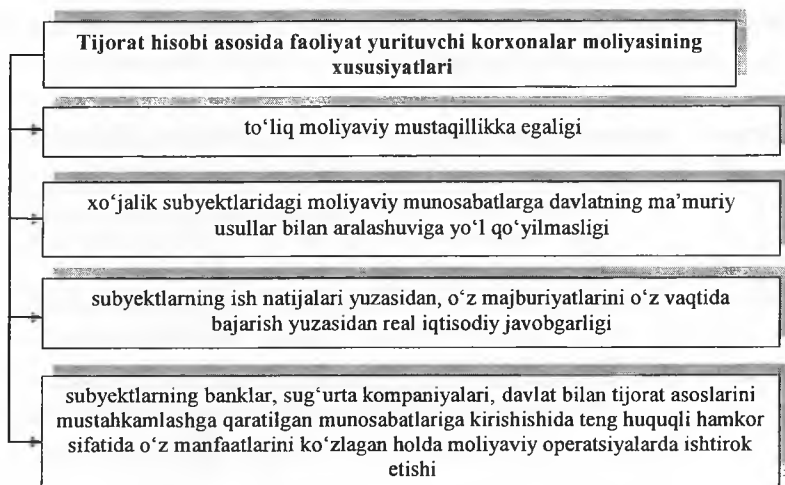 Tijorat hisobi asosida faoliyat yurituvchi korxonalar moliyasining
xususiyatlari
to‘liq moliyaviy mustaqillikka egaligi
xo‘jalik subyektlaridagi moliyaviy munosabatlarga davlatning ma’muriy
usullar bilan aralashuviga yo‘l qo‘yilmasligi
subyektlarning ish natijalari yuzasidan, o‘z majburiyatlarini o‘z vaqtida
bajarish yuzasidan real iqtisodiy javobgarligi
subyektlarning banklar, sug‘urta kompaniyalari, davlat bilan tijorat asoslarini
mustahkamlashga qaratilgan munosabatlariga kirishishida teng huquqli hamkor
sifatida o‘z manfaatlarini ko‘zlagan holda moliyaviy operatsiyalarda ishtirok
etishi